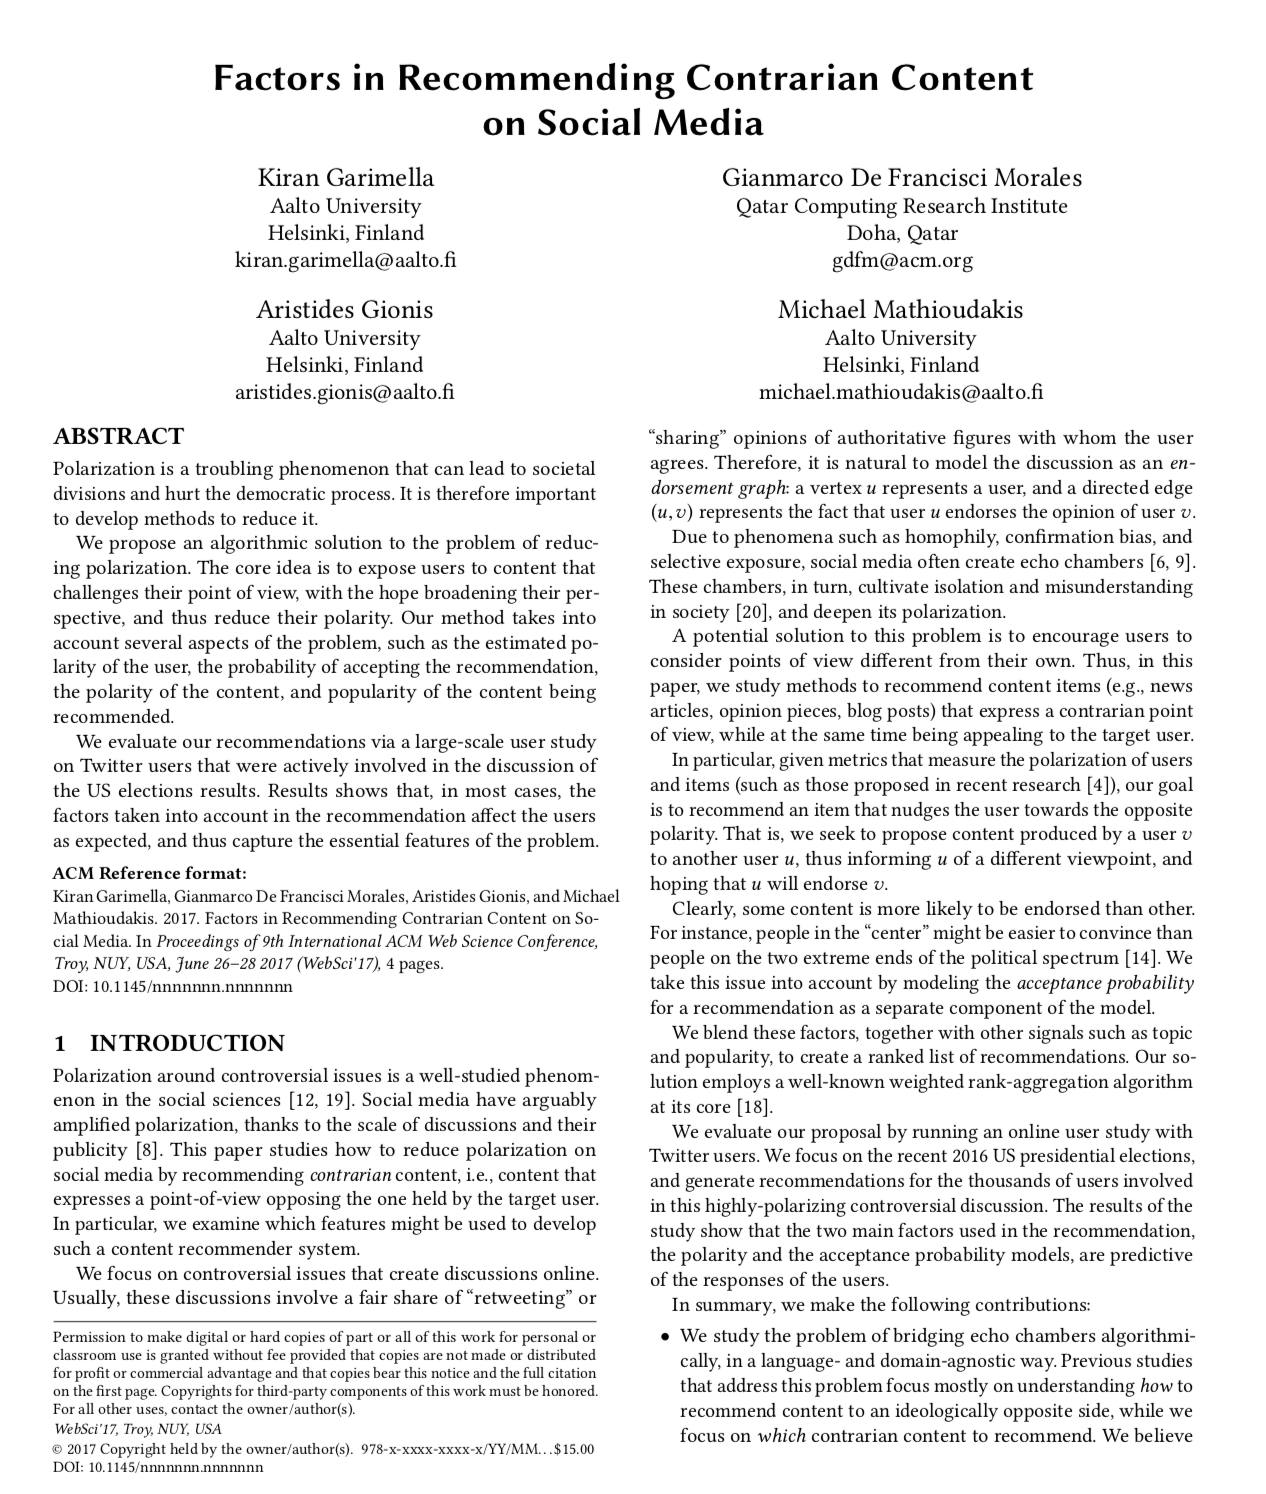 Factors in Recommending Contrarian Content
on Social Media
Kiran Garimella
Aalto University
Helsinki, Finland
kiran.garimella@aalto.fi
Gianmarco De Francisci Morales
Qatar Computing Research Institute
Doha, Qatar
gdfm@acm.org
Aristides Gionis
Aalto University
Helsinki, Finland
aristides.gionis@aalto.fi
Michael Mathioudakis
Aalto University
Helsinki, Finland
michael.mathioudakis@aalto.fi
ABSTRACT
Polarization is a troubling phenomenon that can lead to societal
divisions and hurt the democratic process. It is therefore important
to develop methods to reduce it.
We propose an algorithmic solution to the problem of reduc-
ing polarization. The core idea is to expose users to content that
challenges their point of view, with the hope broadening their per-
spective, and thus reduce their polarity. Our method takes into
account several aspects of the problem, such as the estimated po-
larity of the user, the probability of accepting the recommendation,
the polarity of the content, and popularity of the content being
recommended.
We evaluate our recommendations via a large-scale user study
on Twitter users that were actively involved in the discussion of
the US elections results. Results shows that, in most cases, the
factors taken into account in the recommendation affect the users
as expected, and thus capture the essential features of the problem.
ACM Reference format:
Kiran Garimella, Gianmarco De Francisci Morales, Aristides Gionis, and Michael
Mathioudakis. 2017. Factors in Recommending Contrarian Content on So-
cial Media. In Proceedings of 9th International ACM Web Science Conference,
Troy, NUY, USA, June 26–28 2017 (WebSci'17), 4 pages.
DOI: 10.1145/nnnnnnn.nnnnnnn
1 INTRODUCTION
Polarization around controversial issues is a well-studied phenom-
enon in the social sciences [12, 19]. Social media have arguably
amplified polarization, thanks to the scale of discussions and their
publicity [8]. This paper studies how to reduce polarization on
social media by recommending contrarian content, i.e., content that
expresses a point-of-view opposing the one held by the target user.
In particular, we examine which features might be used to develop
such a content recommender system.
We focus on controversial issues that create discussions online.
Usually, these discussions involve a fair share of “retweeting” or
Permission to make digital or hard copies of part or all of this work for personal or
classroom use is granted without fee provided that copies are not made or distributed
for profit or commercial advantage and that copies bear this notice and the full citation
on the first page. Copyrights for third-party components of this work must be honored.
For all other uses, contact the owner/author(s).
WebSci'17, Troy, NUY, USA
© 2017 Copyright held by the owner/author(s). 978-x-xxxx-xxxx-x/YY/MM...$15.00
DOI: 10.1145/nnnnnnn.nnnnnnn
“sharing” opinions of authoritative figures with whom the user
agrees. Therefore, it is natural to model the discussion as an en-
dorsement graph: a vertex u represents a user, and a directed edge
(u, v) represents the fact that user u endorses the opinion of user v.
Due to phenomena such as homophily, confirmation bias, and
selective exposure, social media often create echo chambers [6, 9].
These chambers, in turn, cultivate isolation and misunderstanding
in society [20], and deepen its polarization.
A potential solution to this problem is to encourage users to
consider points of view different from their own. Thus, in this
paper, we study methods to recommend content items (e.g., news
articles, opinion pieces, blog posts) that express a contrarian point
of view, while at the same time being appealing to the target user.
In particular, given metrics that measure the polarization of users
and items (such as those proposed in recent research [4]), our goal
is to recommend an item that nudges the user towards the opposite
polarity. That is, we seek to propose content produced by a user v
to another user u, thus informing u of a different viewpoint, and
hoping that u will endorse v.
Clearly, some content is more likely to be endorsed than other.
For instance, people in the “center” might be easier to convince than
people on the two extreme ends of the political spectrum [14]. We
take this issue into account by modeling the acceptance probability
for a recommendation as a separate component of the model.
We blend these factors, together with other signals such as topic
and popularity, to create a ranked list of recommendations. Our so-
lution employs a well-known weighted rank-aggregation algorithm
at its core [18].
We evaluate our proposal by running an online user study with
Twitter users. We focus on the recent 2016 US presidential elections,
and generate recommendations for the thousands of users involved
in this highly-polarizing controversial discussion. The results of the
study show that the two main factors used in the recommendation,
the polarity and the acceptance probability models, are predictive
of the responses of the users.
In summary, we make the following contributions:
• We study the problem of bridging echo chambers algorithmi-
cally, in a language- and domain-agnostic way. Previous studies
that address this problem focus mostly on understanding how to
recommend content to an ideologically opposite side, while we
focus on which contrarian content to recommend. We believe